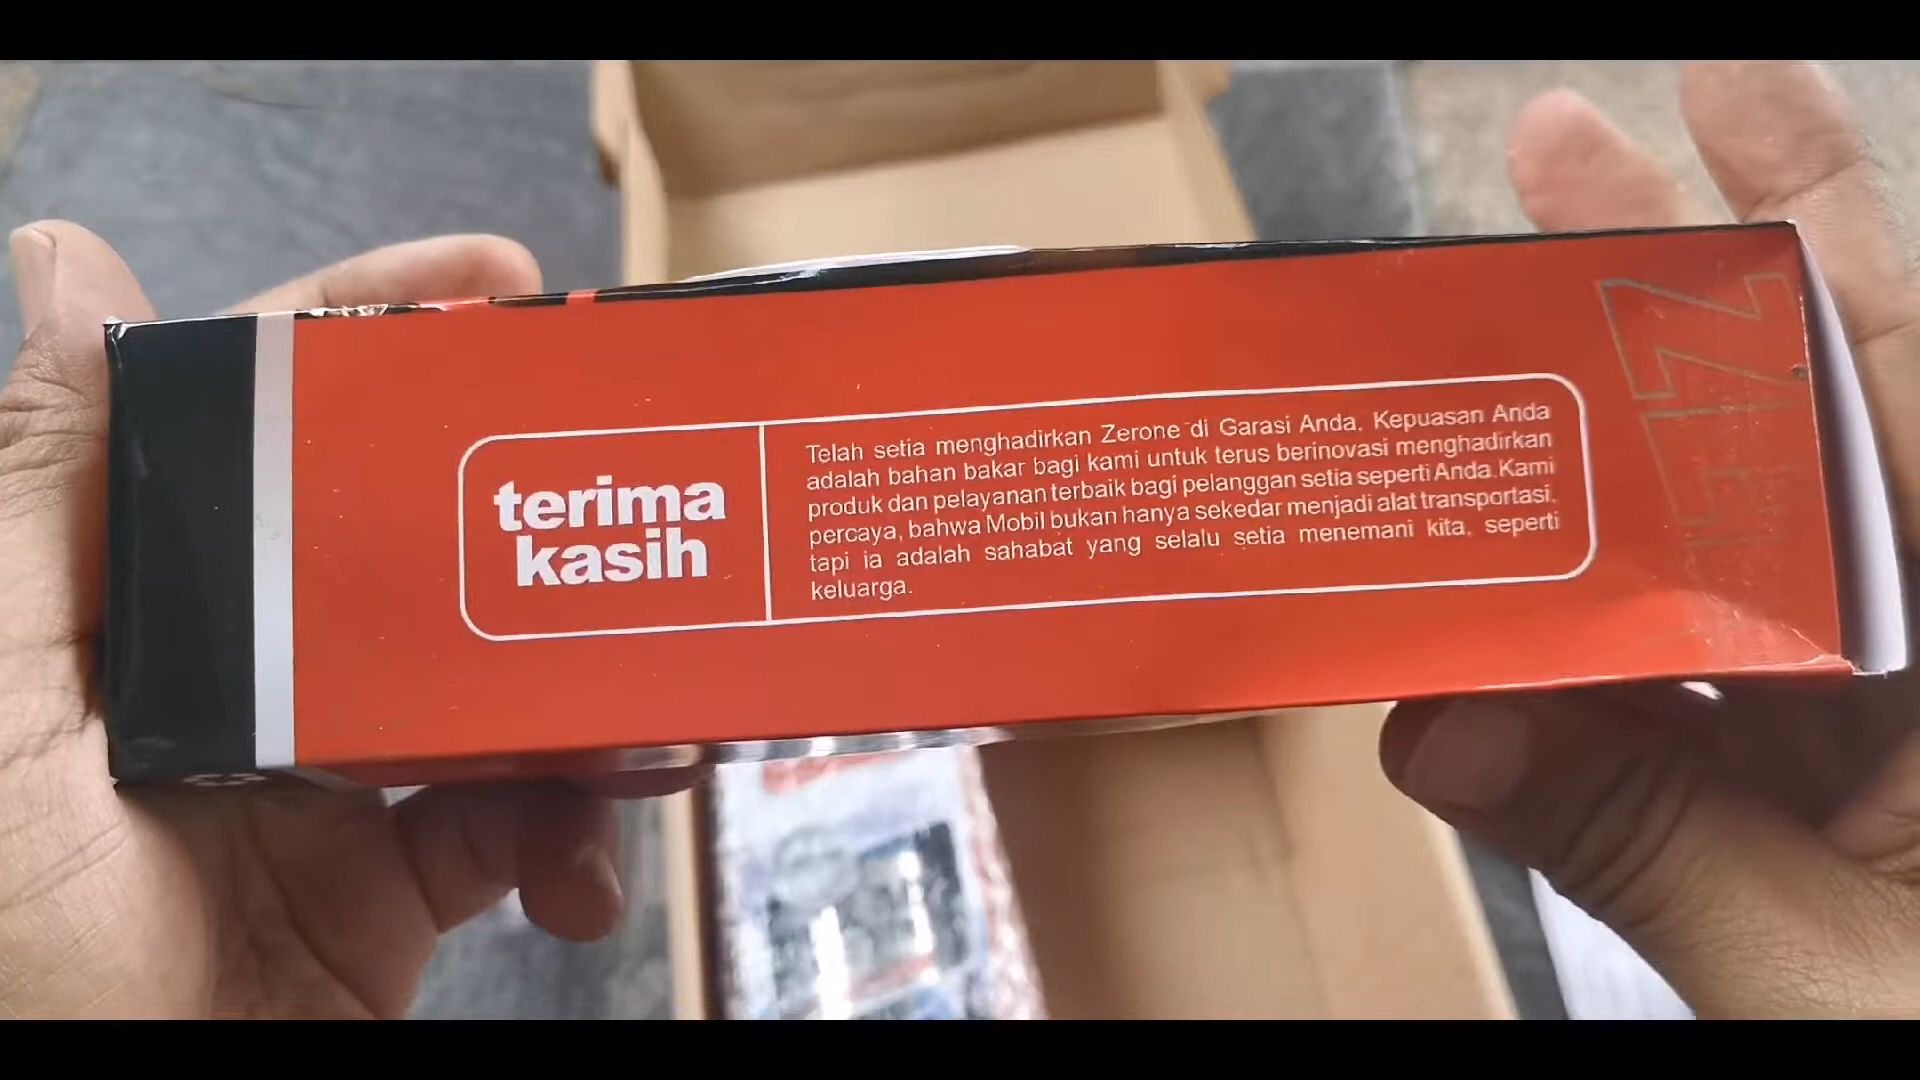 terima
kasih
Telah setia menghadirkan Zerone di Garasi Anda. Kepuasan Anda
adalah bahan bakar bagi kami untuk terus berinovasi menghadirkan
produk dan pelayanan terbaik bagi pelanggan setia seperti Anda.Kami
percaya, bahwa Mobil bukan hanya sekedar menjadi alat transportasi,
tapi ia adalah sahabat yang selalu setia menemani kita, seperti
keluarga.